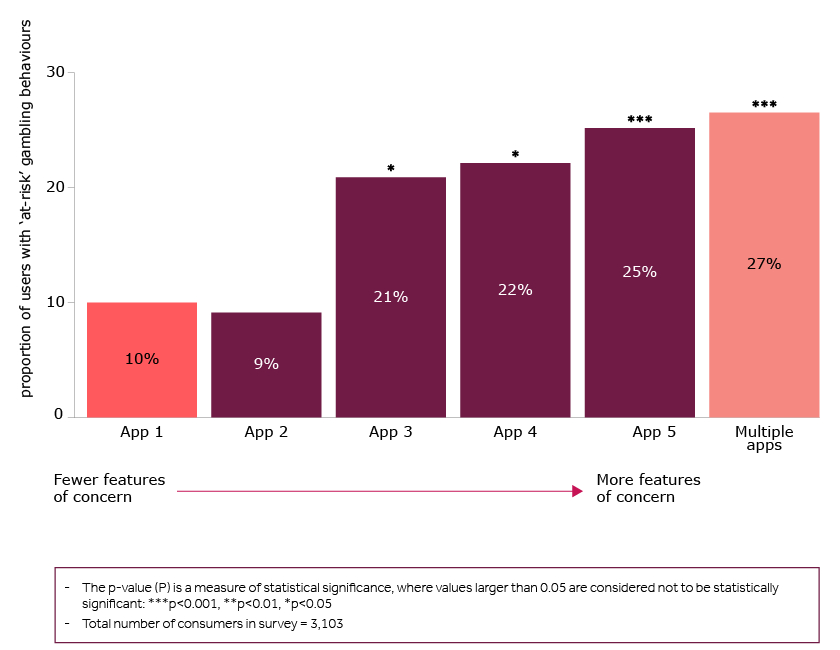 proportion of users with ‘at-risk’ gambling behaviours
30
20
10
0
*
*
***
***
10%
9%
21%
22%
25%
27%
App 1
App 2
App 3
App 4
App 5
Multiple
apps
Fewer features
of concern
More features
of concern
- The p-value (P) is a measure of statistical significance, where values larger than 0.05 are considered not to be statistically
significant: ***p<0.001, **p<0.01, *p<0.05
- Total number of consumers in survey = 3,103